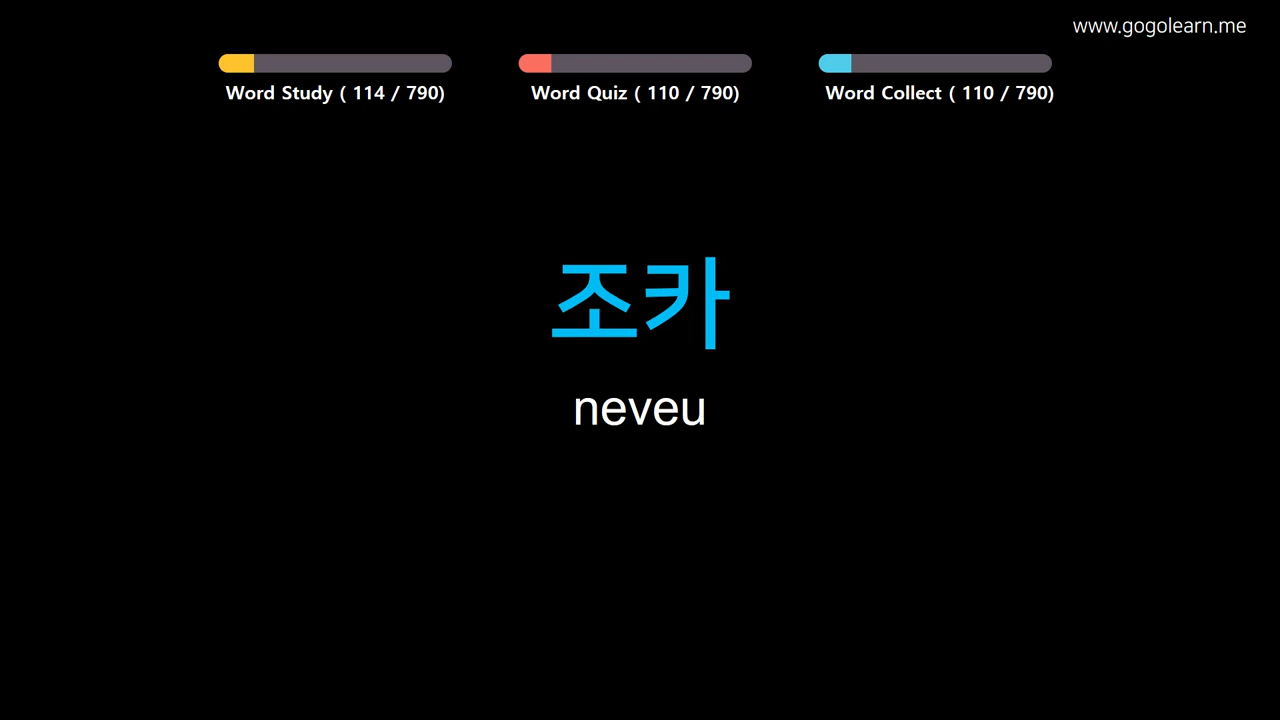 www.gogolearn.me
Word Study ( 114 / 790)
Word Quiz ( 110 / 790)
Word Collect ( 110 / 790)
조카
neveu